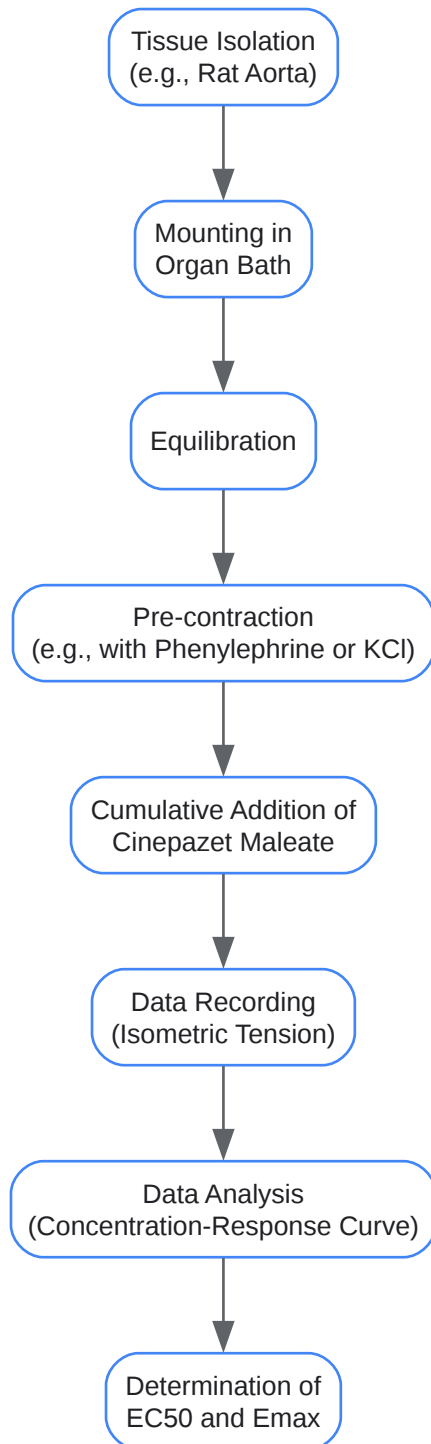 Tissue Isolation
(e.g., Rat Aorta)
Mounting in
Organ Bath
Equilibration
Pre-contraction
(e.g., with Phenylephrine or KCl)
Cumulative Addition of
Cinepazet Maleate
Data Recording
(Isometric Tension)
Data Analysis
(Concentration-Response Curve)
Determination of
EC50 and Emax